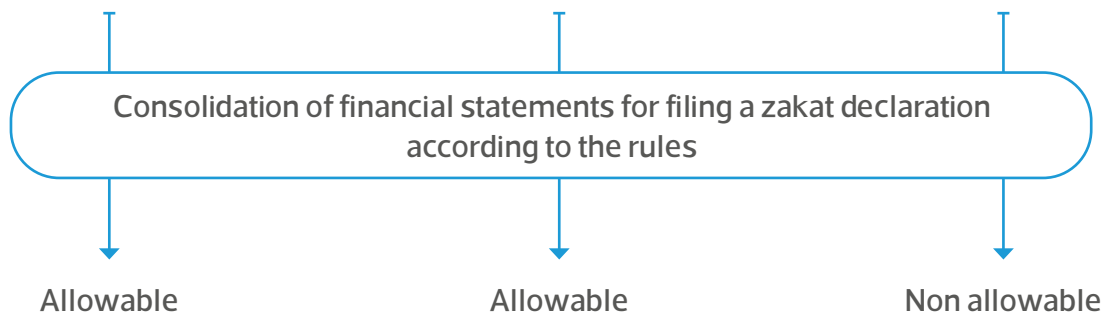 Consolidation of financial statements for filing a zakat declaration
according to the rules
Allowable
Allowable
Non allowable